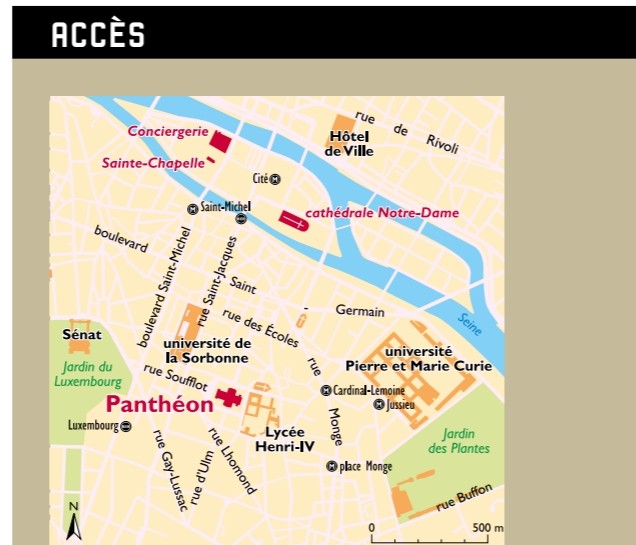 ACCÈS
rue de Rivoli
Conciergerie
Hôtel
de Ville
Sainte-Chapelle
Cité M
M Saint-Michel
cathédrale Notre-Dame
boulevard Saint-Germain
boulevard Saint-Michel
rue Saint-Jacques
rue des Écoles
Seine
Sénat
université de
la Sorbonne
université
Pierre et Marie Curie
Jardin du
Luxembourg
rue Soufflot
rue Monge
M Cardinal-Lemoine
M Jussieu
Panthéon
Luxembourg
Lycée
Henri-IV
Jardin
des Plantes
rue Gay-Lussac
rue d'Ulm
rue Lhomond
M place Monge
rue Buffon
N
0 500 m